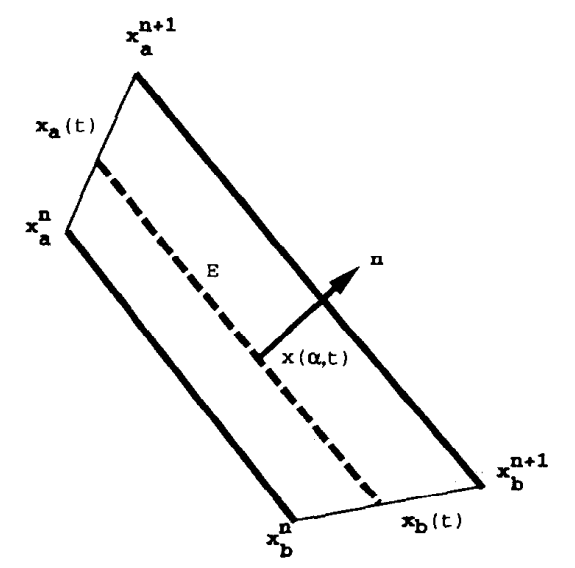 x_a^{n+1}
x_a(t)
x_a^n
n
E
x(α,t)
x_b^{n+1}
x_b(t)
x_b^n